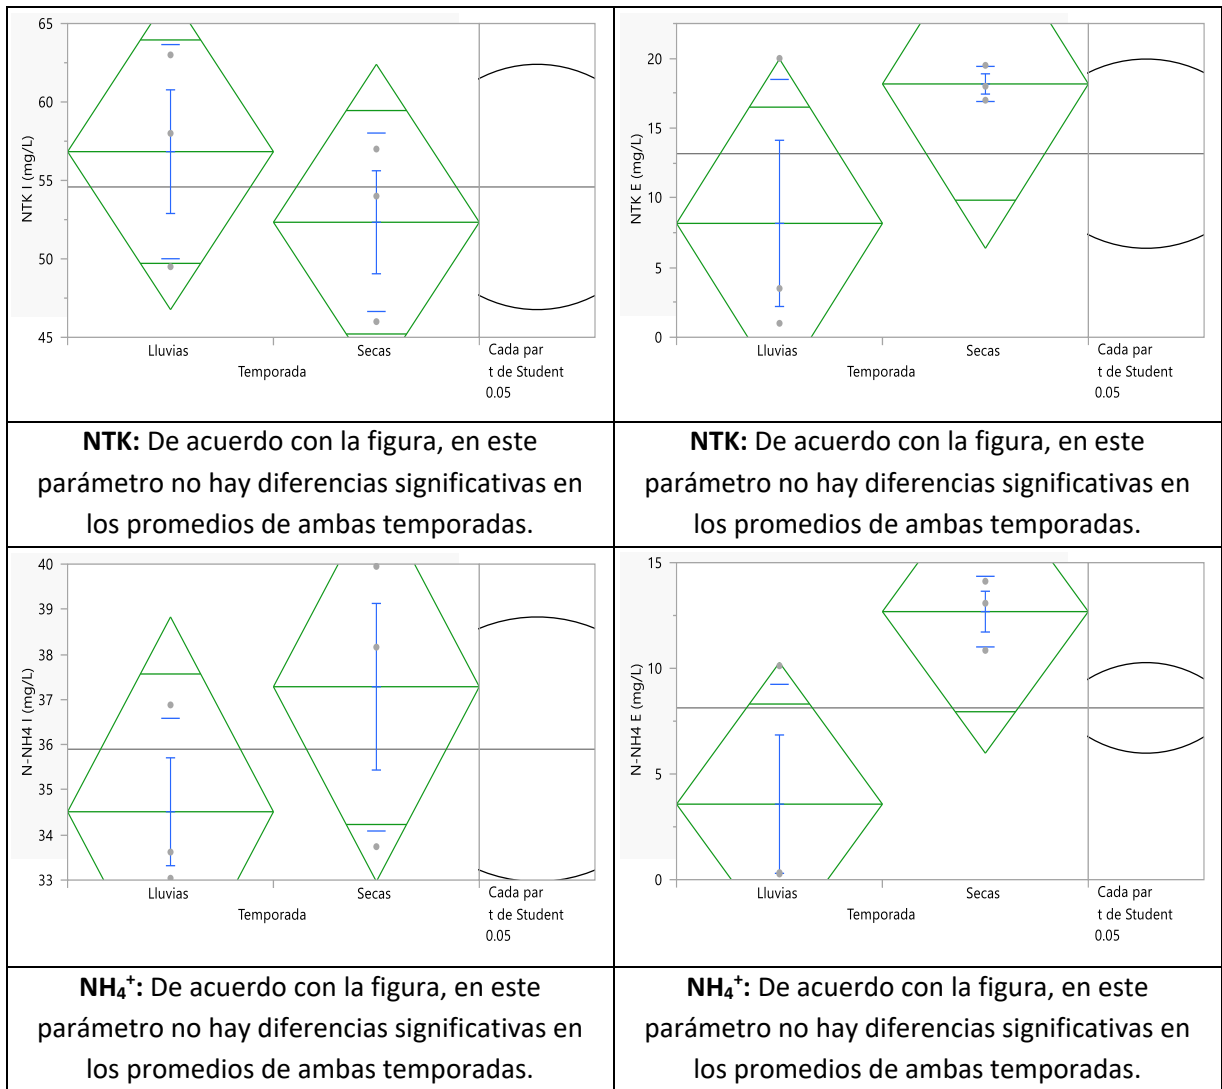 65
60
55
50
45
NTK I (mg/L)
Lluvias
Secas
Temporada
Cada par
t de Student
0.05
20
15
10
5
0
NTK E (mg/L)
Lluvias
Secas
Temporada
Cada par
t de Student
0.05
NTK: De acuerdo con la figura, en este
parámetro no hay diferencias significativas en
los promedios de ambas temporadas.
NTK: De acuerdo con la figura, en este
parámetro no hay diferencias significativas en
los promedios de ambas temporadas.
40
39
38
37
36
35
34
33
N-NH4 I (mg/L)
Lluvias
Secas
Temporada
Cada par
t de Student
0.05
15
10
5
0
N-NH4 E (mg/L)
Lluvias
Secas
Temporada
Cada par
t de Student
0.05
NH₄⁺: De acuerdo con la figura, en este
parámetro no hay diferencias significativas en
los promedios de ambas temporadas.
NH₄⁺: De acuerdo con la figura, en este
parámetro no hay diferencias significativas en
los promedios de ambas temporadas.